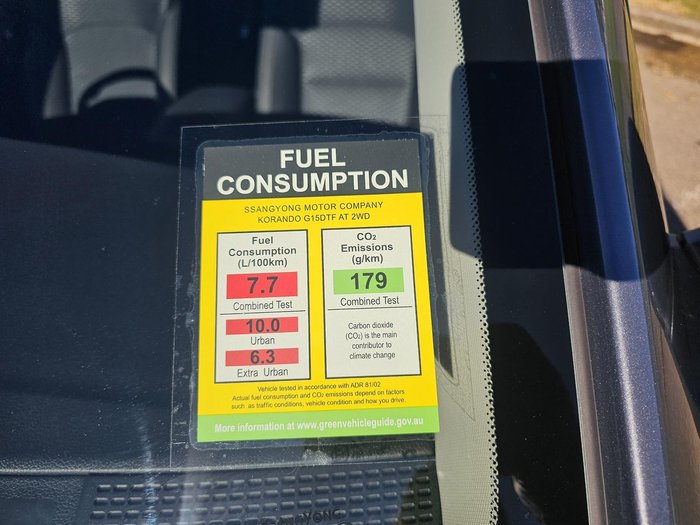 FUEL
CONSUMPTION
SSANGYONG MOTOR COMPANY
KORANDO G15DTF AT 2WD
Fuel
Consumption
(L/100km)
7.7
Combined Test
10.0
Urban
6.3
Extra Urban
CO₂
Emissions
(g/km)
179
Combined Test
Carbon dioxide
(CO₂) is the main
contributor to
climate change
Vehicle tested in accordance with ADR 81/02
Actual fuel consumption and CO₂ emissions depend on factors
such as traffic conditions, vehicle condition and how you drive.
More information at www.greenvehicleguide.gov.au